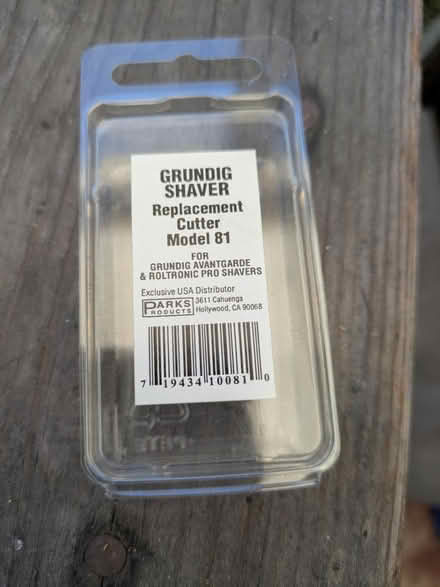 GRUNDIG
SHAVER
Replacement
Cutter
Model 81
FOR
GRUNDIG AVANTGARDE
& ROLTRONIC PRO SHAVERS
Exclusive USA Distributor
PARKS
PRODUCTS
3611 Cahuenga
Hollywood, CA 90068
7 19434 10081 0